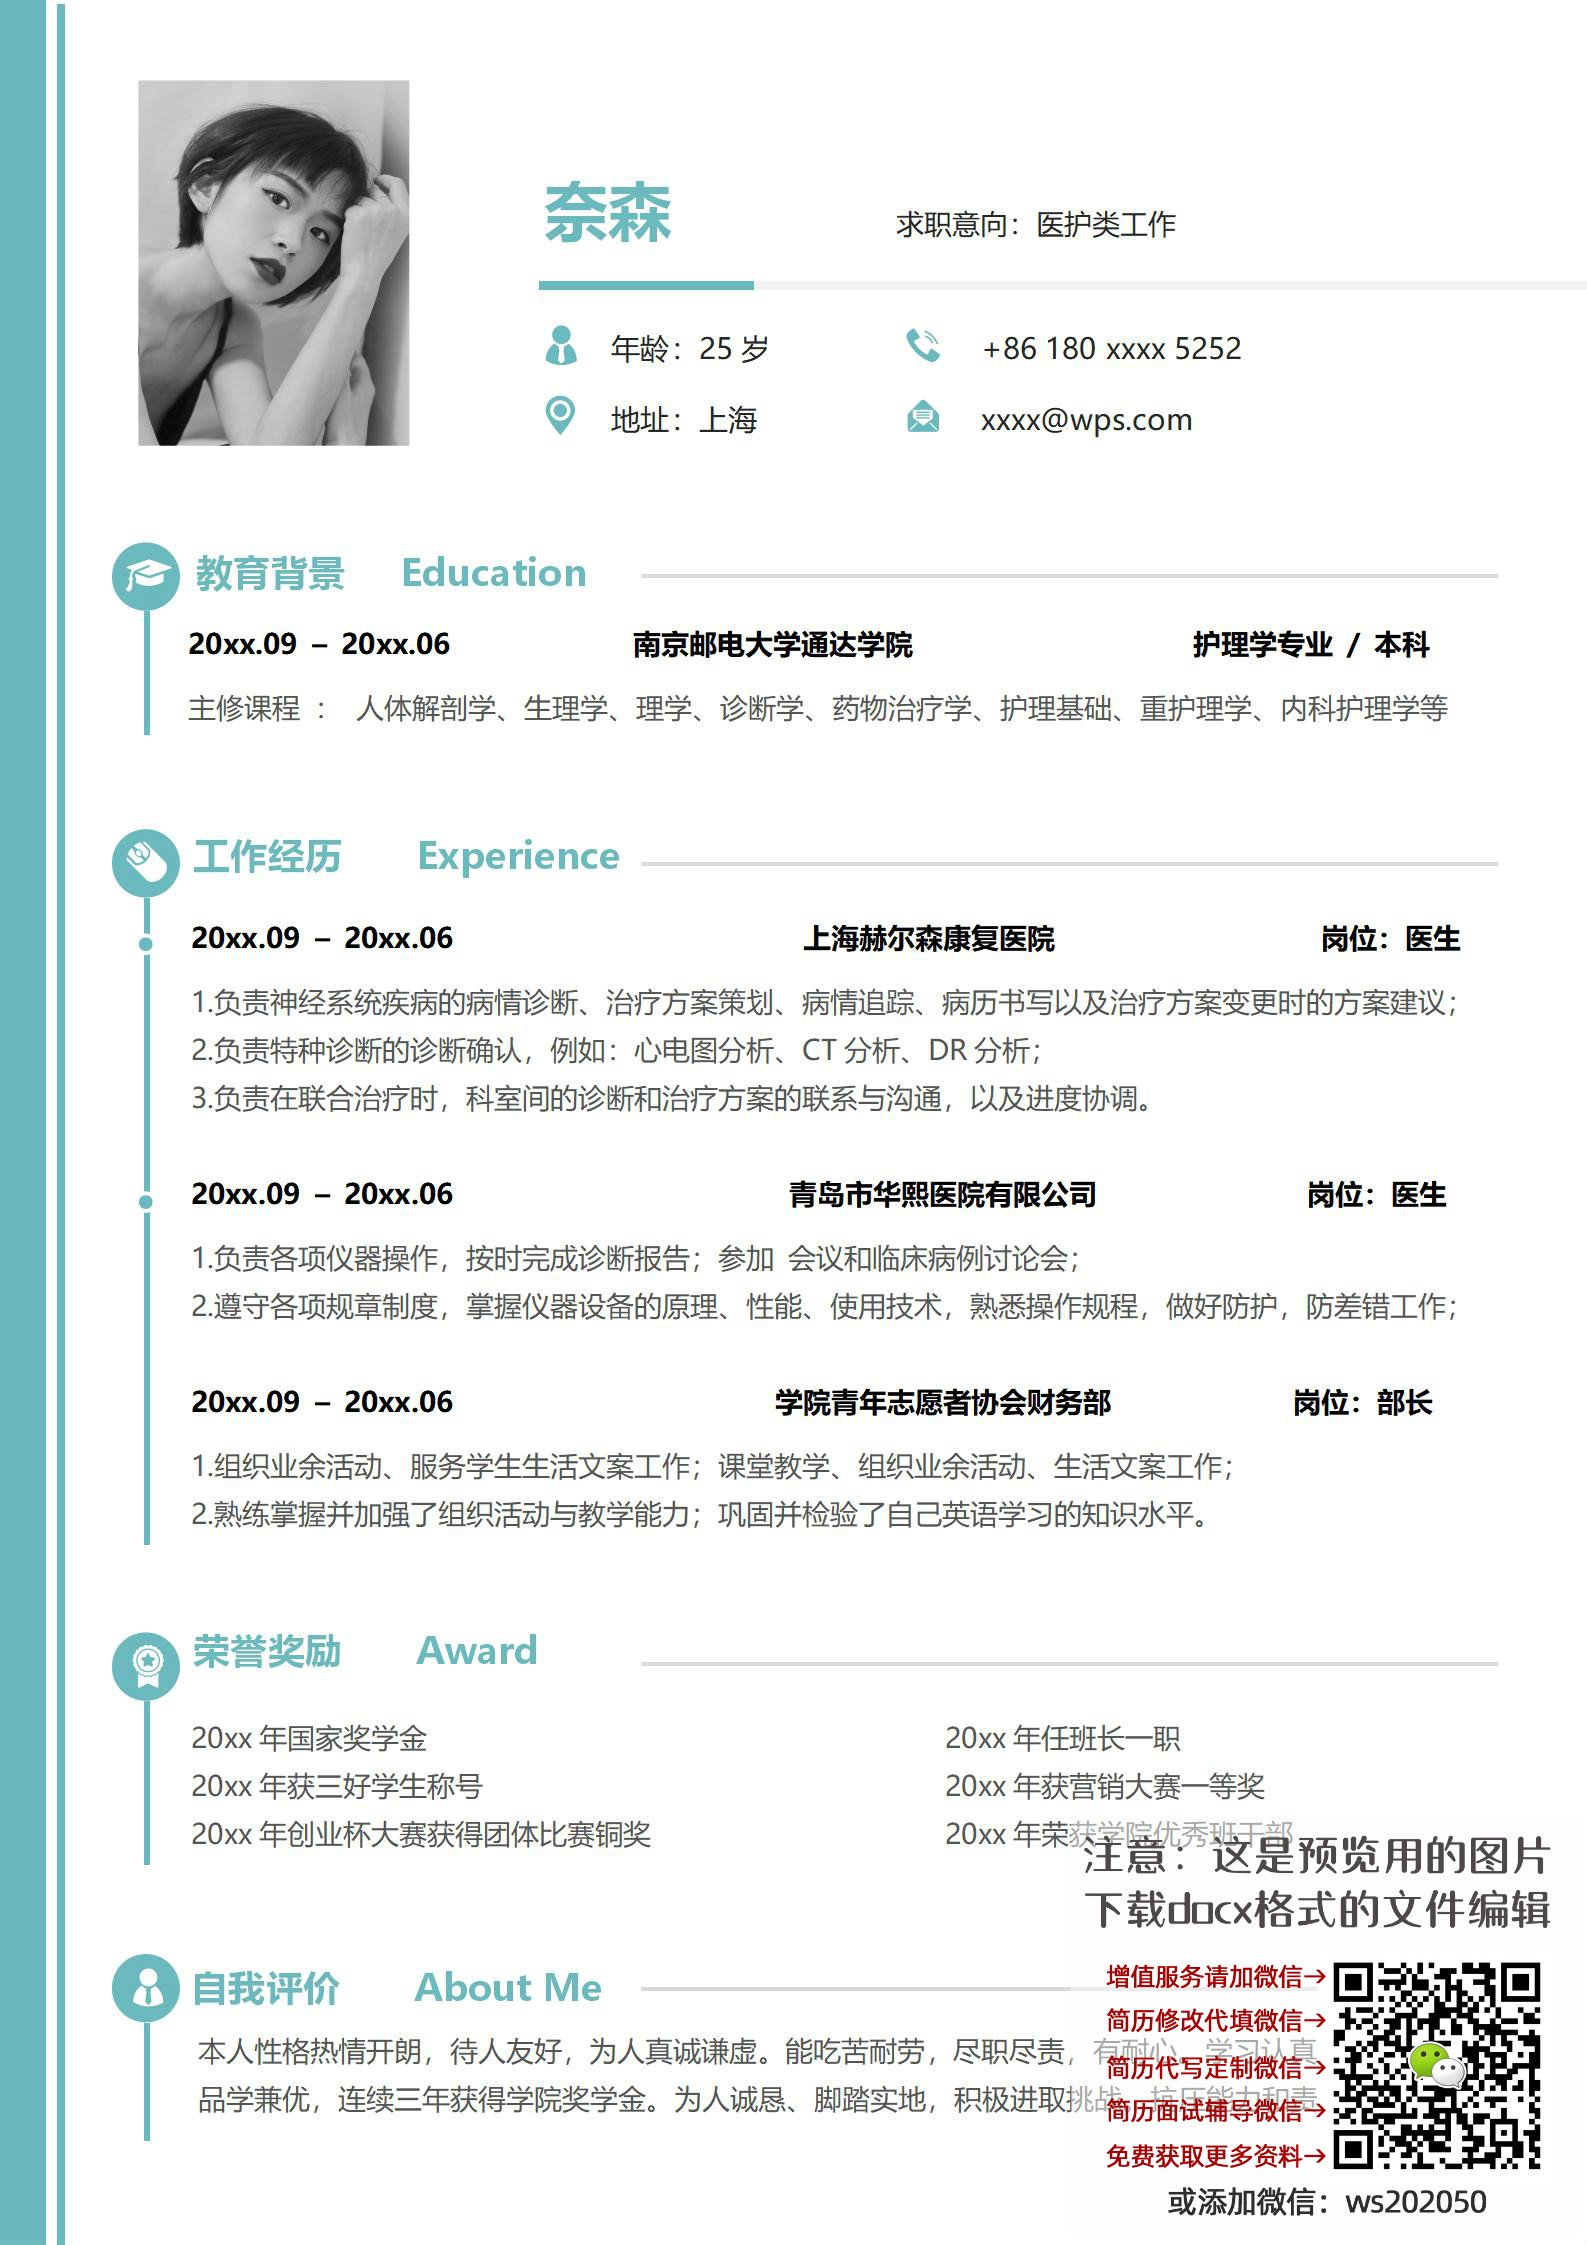 奈森
求职意向：医护类工作
年龄：25 岁
+86 180 xxxx 5252
地址：上海
xxxx@wps.com
教育背景 Education
20xx.09 – 20xx.06 南京邮电大学通达学院 护理学专业 / 本科
主修课程 ： 人体解剖学、生理学、理学、诊断学、药物治疗学、护理基础、重护理学、内科护理学等
工作经历 Experience
20xx.09 – 20xx.06 上海赫尔森康复医院 岗位：医生
1.负责神经系统疾病的病情诊断、治疗方案策划、病情追踪、病历书写以及治疗方案变更时的方案建议；
2.负责特种诊断的诊断确认，例如：心电图分析、CT 分析、DR 分析；
3.负责在联合治疗时，科室间的诊断和治疗方案的联系与沟通，以及进度协调。
20xx.09 – 20xx.06 青岛市华熙医院有限公司 岗位：医生
1.负责各项仪器操作，按时完成诊断报告；参加 会议和临床病例讨论会；
2.遵守各项规章制度，掌握仪器设备的原理、性能、使用技术，熟悉操作规程，做好防护，防差错工作；
20xx.09 – 20xx.06 学院青年志愿者协会财务部 岗位：部长
1.组织业余活动、服务学生生活文案工作；课堂教学、组织业余活动、生活文案工作；
2.熟练掌握并加强了组织活动与教学能力；巩固并检验了自己英语学习的知识水平。
荣誉奖励 Award
20xx 年国家奖学金 20xx 年任班长一职
20xx 年获三好学生称号 20xx 年获营销大赛一等奖
20xx 年创业杯大赛获得团体比赛铜奖 20xx 年荣获学院优秀班干部
注意：这是预览用的图片
下载docx格式的文件编辑
自我评价 About Me
本人性格热情开朗，待人友好，为人真诚谦虚。能吃苦耐劳，尽职尽责，有耐心。学习认真
品学兼优，连续三年获得学院奖学金。为人诚恳、脚踏实地，积极进取挑战，抗压能力和责
增值服务请加微信→
简历修改代填微信→
简历代写定制微信→
简历面试辅导微信→
免费获取更多资料→
或添加微信：ws202050